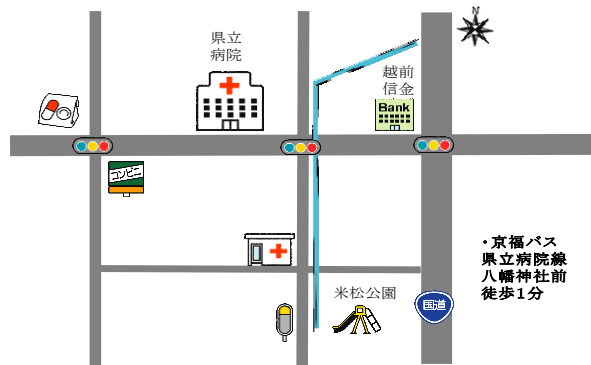 N
県立
病院
越前
信金
Bank
コンビニ
・京福バス
県立病院線
八幡神社前
徒歩1分
米松公園
国道